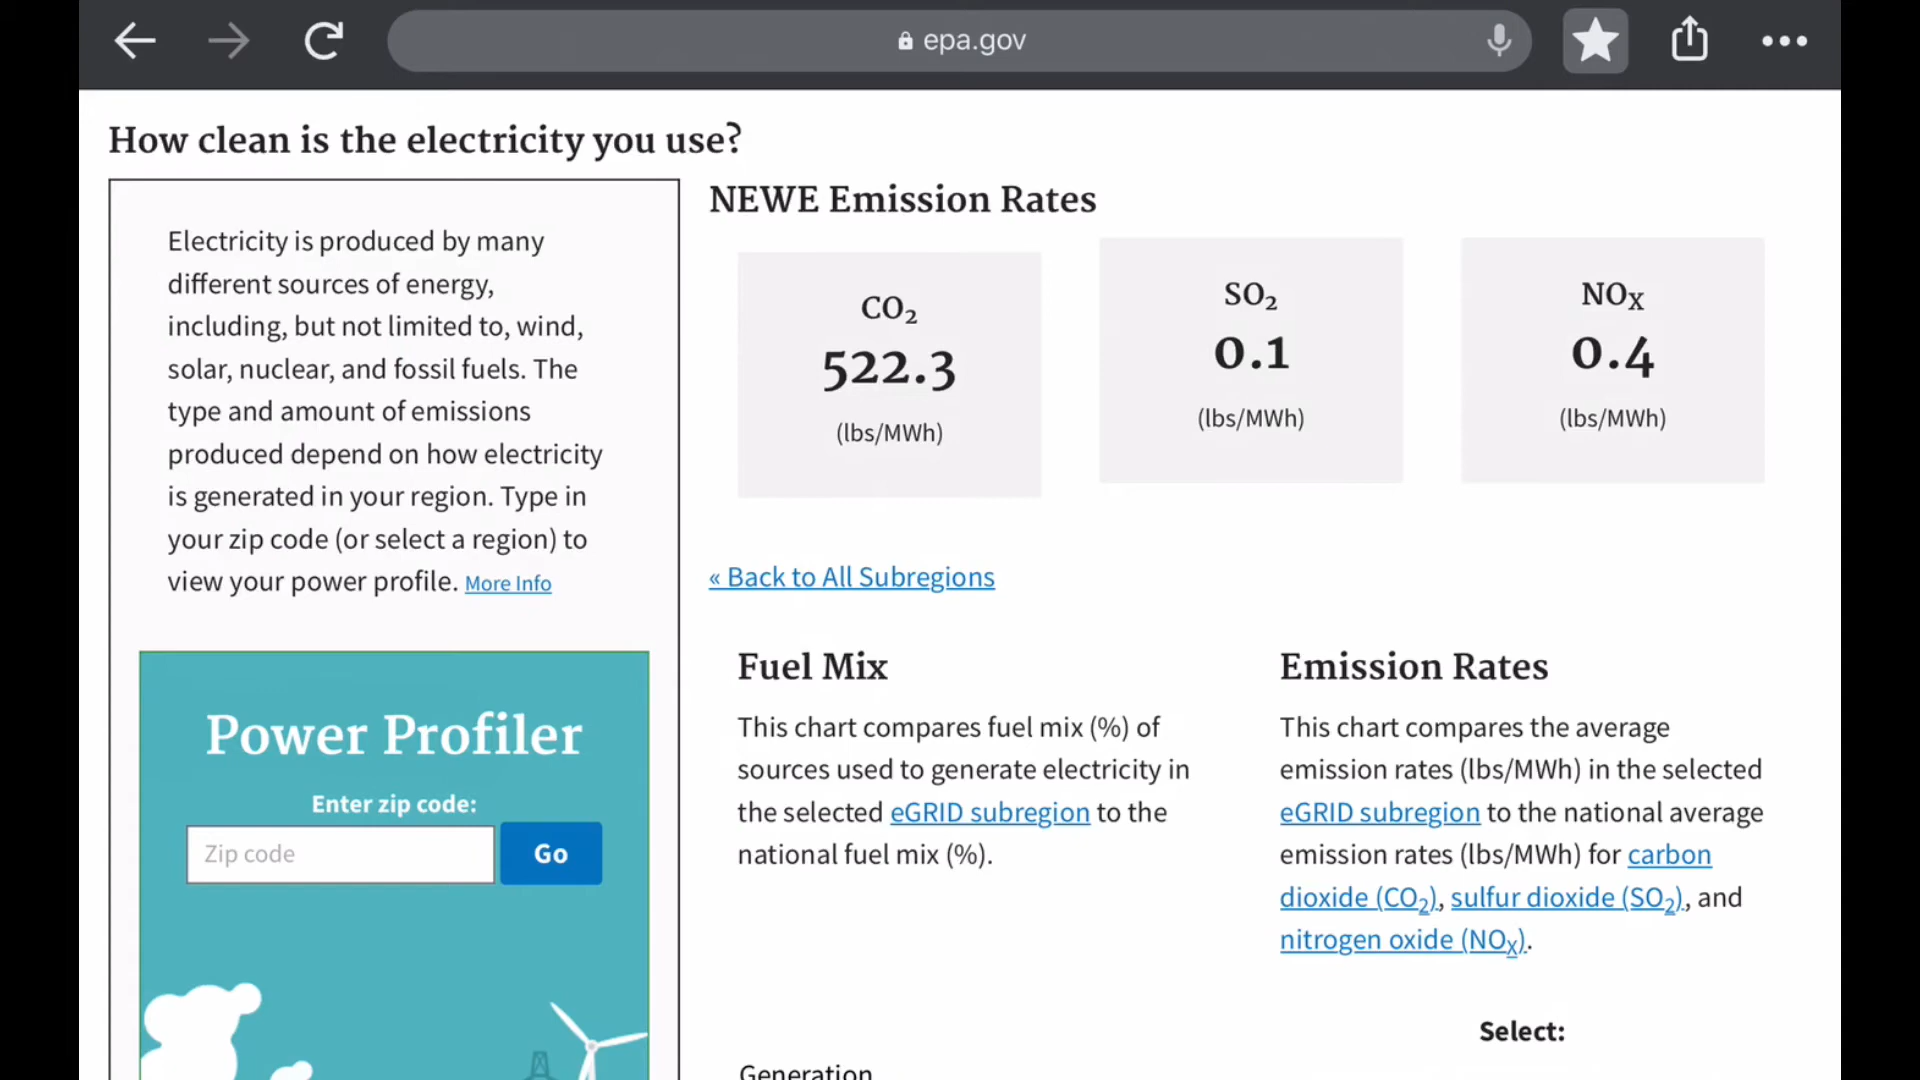 epa.gov
How clean is the electricity you use?
Electricity is produced by many
different sources of energy,
including, but not limited to, wind,
solar, nuclear, and fossil fuels. The
type and amount of emissions
produced depend on how electricity
is generated in your region. Type in
your zip code (or select a region) to
view your power profile. More Info
Power Profiler
Enter zip code:
Zip code
Go
NEWE Emission Rates
CO₂
522.3
(lbs/MWh)
SO₂
0.1
(lbs/MWh)
NOX
0.4
(lbs/MWh)
« Back to All Subregions
Fuel Mix
This chart compares fuel mix (%) of
sources used to generate electricity in
the selected eGRID subregion to the
national fuel mix (%).
Generation
Emission Rates
This chart compares the average
emission rates (lbs/MWh) in the selected
eGRID subregion to the national average
emission rates (lbs/MWh) for carbon
dioxide (CO₂), sulfur dioxide (SO₂), and
nitrogen oxide (NOX).
Select: